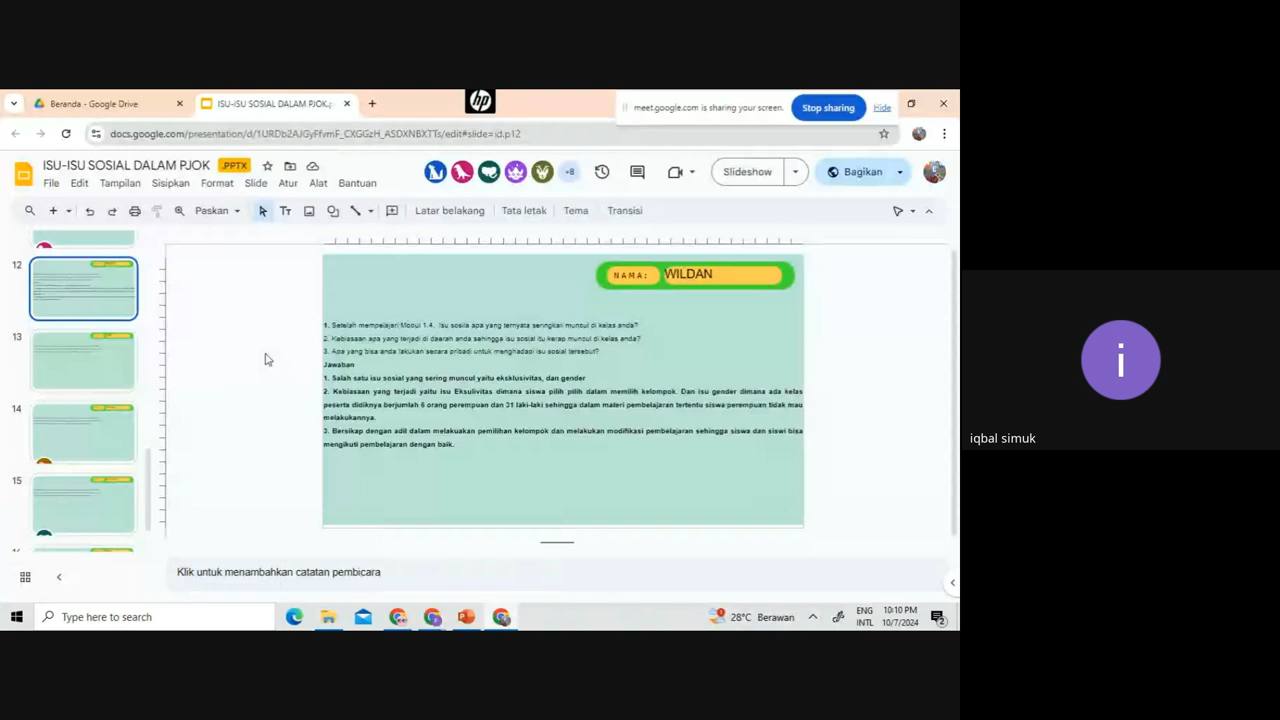 Beranda - Google Drive
ISU-ISU SOSIAL DALAM PJOK.
hp
meet.google.com is sharing your screen.
Stop sharing
Hide
docs.google.com/presentation/d/1URDb2AJGyFfvmF_CXGGzH_ASDXNBXTTs/edit#slide=id.p12
ISU-ISU SOSIAL DALAM PJOK .PPTX
+8
Slideshow
Bagikan
File Edit Tampilan Sisipkan Format Slide Atur Alat Bantuan
Paskan
Tt
Latar belakang Tata letak Tema Transisi
12
13
14
15
NAMA: WILDAN
1. Setelah mempelajari Modul 1.4. Isu sosila apa yang ternyata seringkali muncul di kelas anda?
2. Kebiasaan apa yang terjadi di daerah anda sehingga isu sosial itu kerap muncul di kelas anda?
3. Apa yang bisa anda lakukan secara pribadi untuk menghadapi isu sosial tersebut?
Jawaban
1. Salah satu isu sosial yang sering muncul yaitu eksklusivitas, dan gender
2. Kebiasaan yang terjadi yaitu isu Eksulivitas dimana siswa pilih pilih dalam memilih kelompok. Dan isu gender dimana ada kelas
peserta didiknya berjumlah 6 orang perempuan dan 31 laki-laki sehingga dalam materi pembelajaran tertentu siswa perempuan tidak mau
melakukannya.
3. Bersikap dengan adil dalam melakuakan pemilihan kelompok dan melakukan modifikasi pembelajaran sehingga siswa dan siswi bisa
mengikuti pembelajaran dengan baik.
Klik untuk menambahkan catatan pembicara
Type here to search
28°C Berawan
ENG
INTL
10:10 PM
10/7/2024
2
i
iqbal simuk